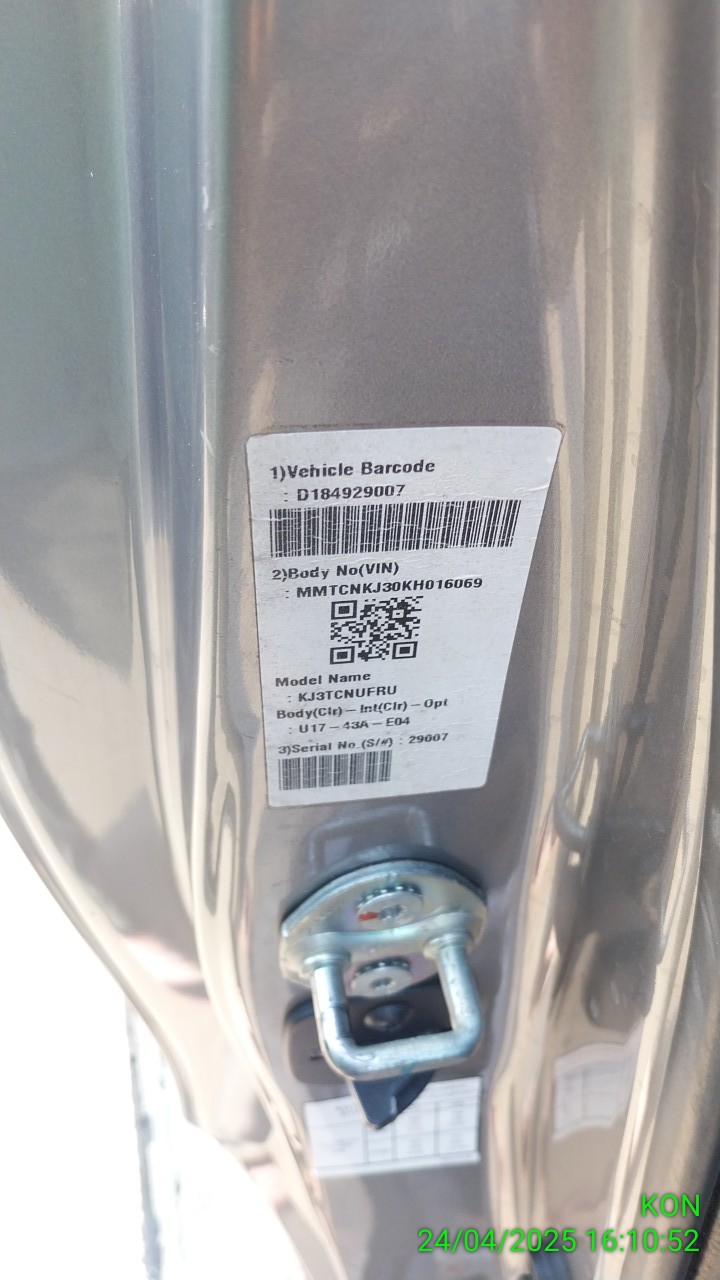 1)Vehicle Barcode
: D184929007
2)Body No(VIN)
: MMTCNKJ30KH016069
Model Name
: KJ3TCNUFRU
Body(Clr)－Int(Clr)－Opt
: U17－43A－E04
3)Serial No.(S/#) : 29007
KON
24/04/2025 16:10:52